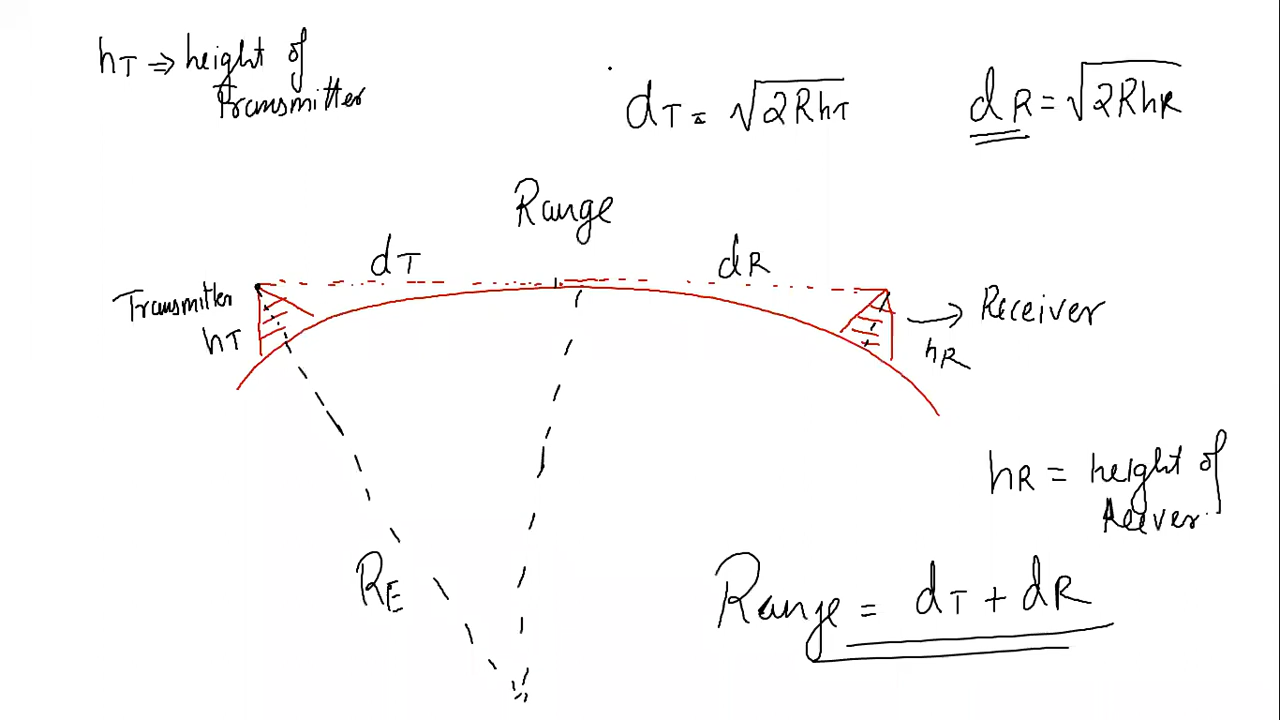 hT ⇒ height of
Transmitter
dT = √2RhT
dR = √2RhR
Range
dT
dR
Transmitter
hT
Receiver
hR
hR = height of
Reever
RE
Range = dT + dR